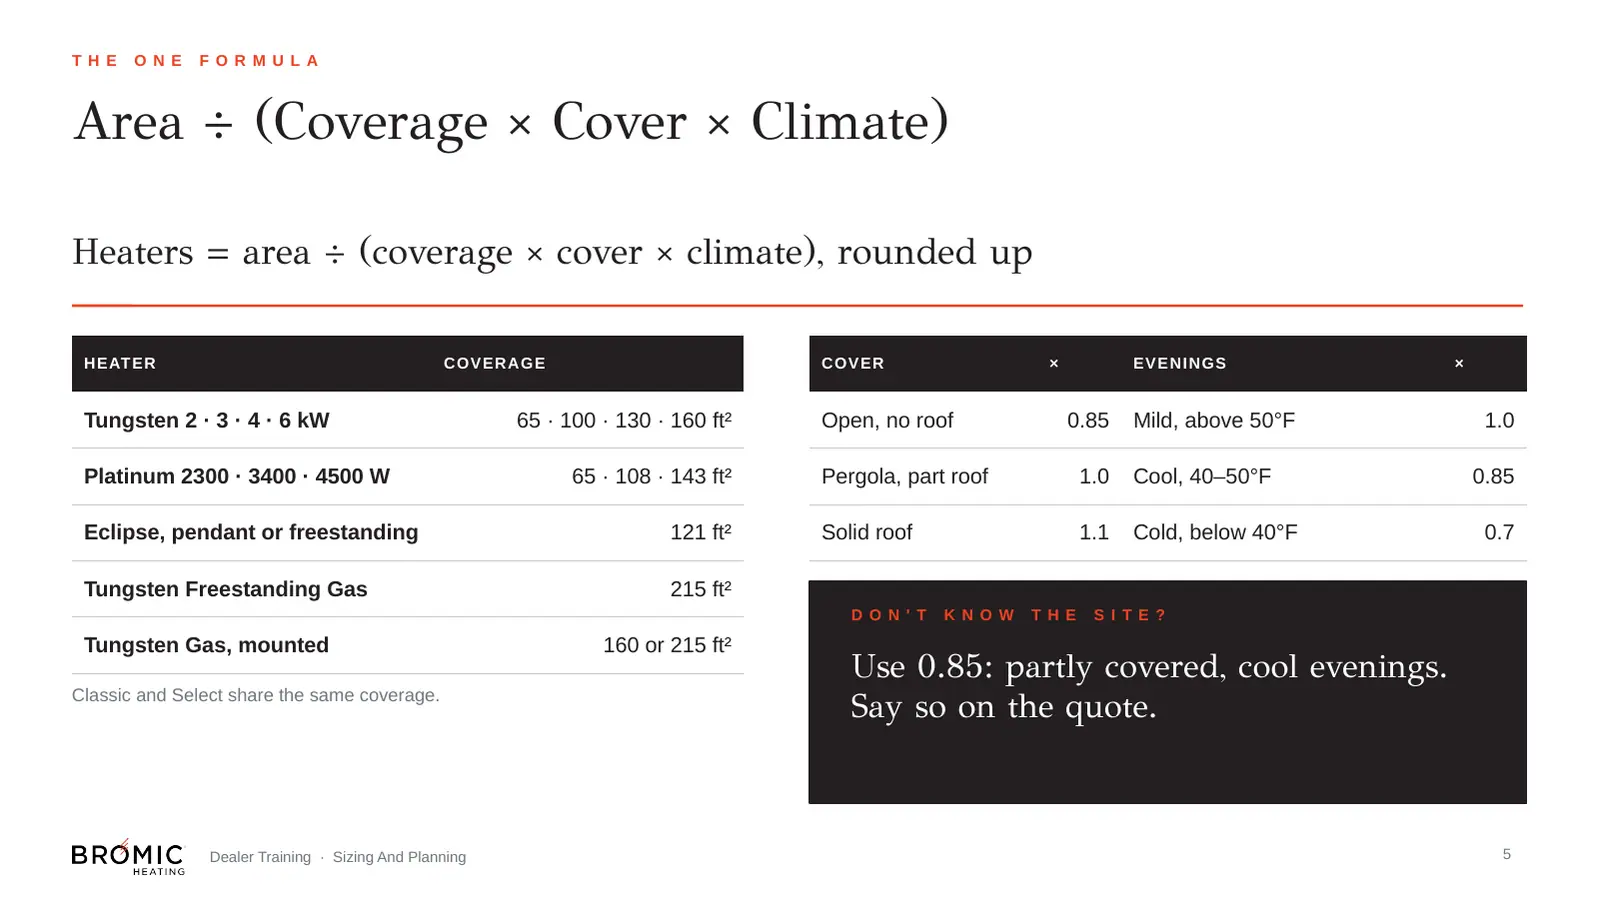 THE ONE FORMULA
Area ÷ (Coverage × Cover × Climate)
Heaters = area ÷ (coverage × cover × climate), rounded up
HEATER COVERAGE
Tungsten 2 · 3 · 4 · 6 kW 65 · 100 · 130 · 160 ft²
Platinum 2300 · 3400 · 4500 W 65 · 108 · 143 ft²
Eclipse, pendant or freestanding 121 ft²
Tungsten Freestanding Gas 215 ft²
Tungsten Gas, mounted 160 or 215 ft²
Classic and Select share the same coverage.
COVER × EVENINGS ×
Open, no roof 0.85 Mild, above 50°F 1.0
Pergola, part roof 1.0 Cool, 40–50°F 0.85
Solid roof 1.1 Cold, below 40°F 0.7
DON'T KNOW THE SITE?
Use 0.85: partly covered, cool evenings.
Say so on the quote.
BROMIC
HEATING
Dealer Training · Sizing And Planning
5